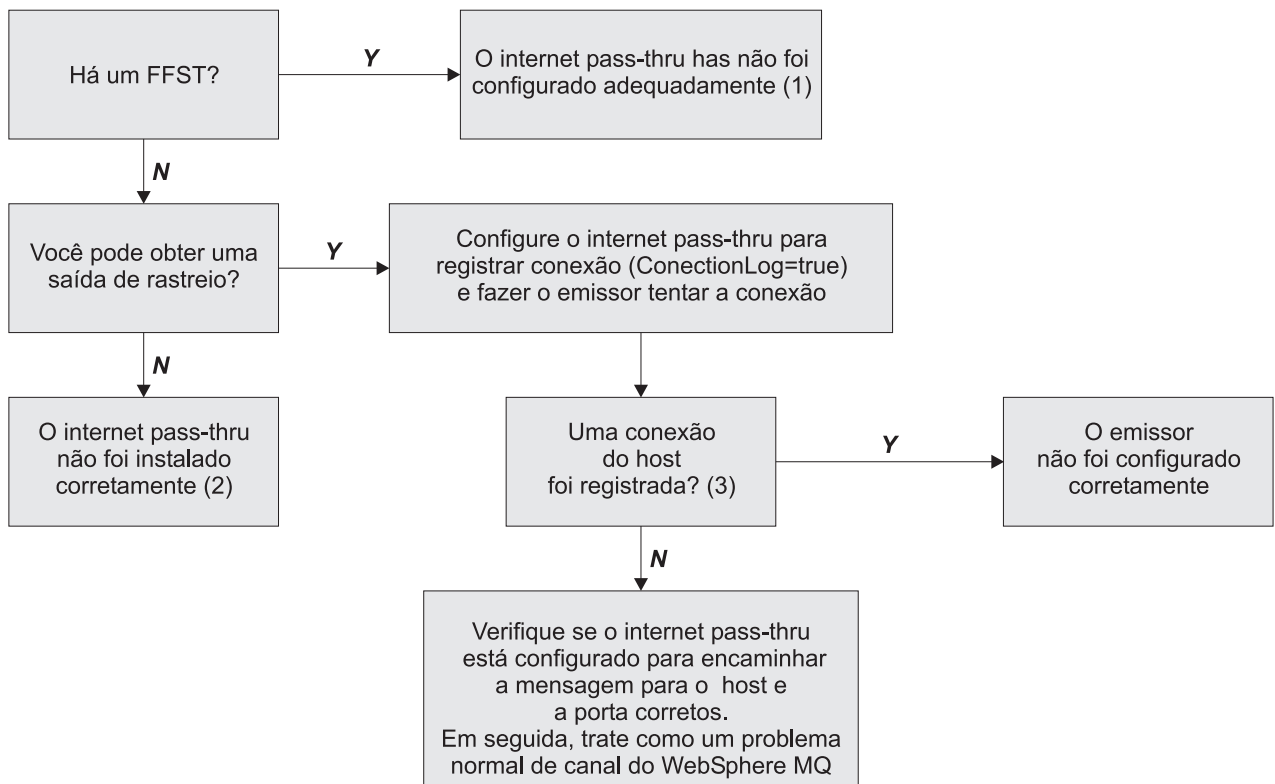 Há um FFST?
Y
O internet pass-thru has não foi
configurado adequadamente (1)
N
Você pode obter uma
saída de rastreio?
Y
Configure o internet pass-thru para
registrar conexão (ConectionLog=true)
e fazer o emissor tentar a conexão
N
O internet pass-thru
não foi instalado
corretamente (2)
Uma conexão
do host
foi registrada? (3)
Y
O emissor
não foi configurado
corretamente
N
Verifique se o internet pass-thru
está configurado para encaminhar
a mensagem para o host e
a porta corretos.
Em seguida, trate como um problema
normal de canal do WebSphere MQ